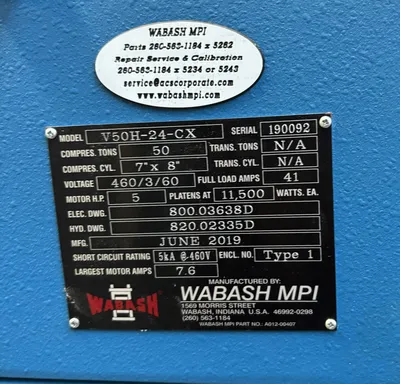 WABASH MPI
Parts 260-563-1184 x 5262
Repair Service & Calibration
260-563-1184 x 5234 or 5243
service@acscorporate.com
www.wabashmpi.com
MODEL V50H-24-CX SERIAL 190092
COMPRES. TONS 50 TRANS. TONS N/A
COMPRES. CYL. 7" x 8" TRANS. CYL. N/A
VOLTAGE 460/3/60 FULL LOAD AMPS 41
MOTOR H.P. 5 PLATENS AT 11,500 WATTS. EA.
ELEC. DWG. 800.03638D
HYD. DWG. 820.02335D
MFG. JUNE 2019
SHORT CIRCUIT RATING 5kA @ 460V ENCL. NO. Type 1
LARGEST MOTOR AMPS 7.6
WABASH
MANUFACTURED BY:
WABASH MPI
1569 MORRIS STREET
WABASH, INDIANA U.S.A. 46992-0298
(260) 563-1184
WABASH MPI PART NO. A012-00407